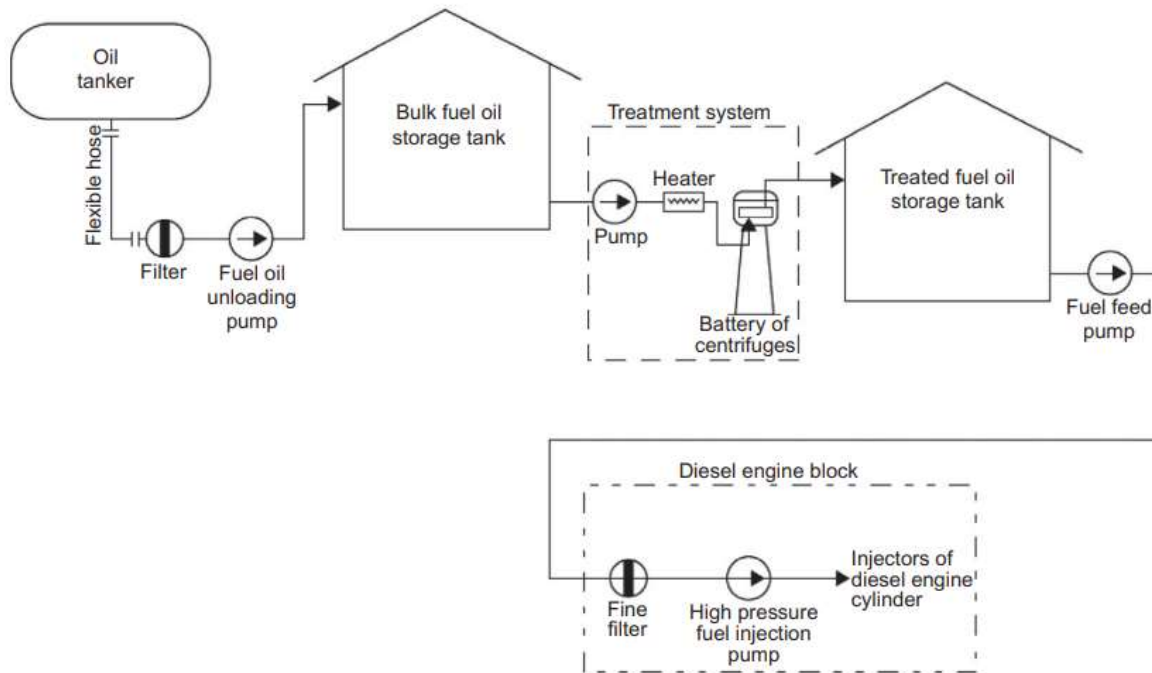 Oil
tanker
Flexible hose
Filter
Fuel oil
unloading
pump
Bulk fuel oil
storage tank
Treatment system
Pump
Heater
Battery of
centrifuges
Treated fuel oil
storage tank
Fuel feed
pump
Diesel engine block
Fine
filter
High pressure
fuel injection
pump
Injectors of
diesel engine
cylinder